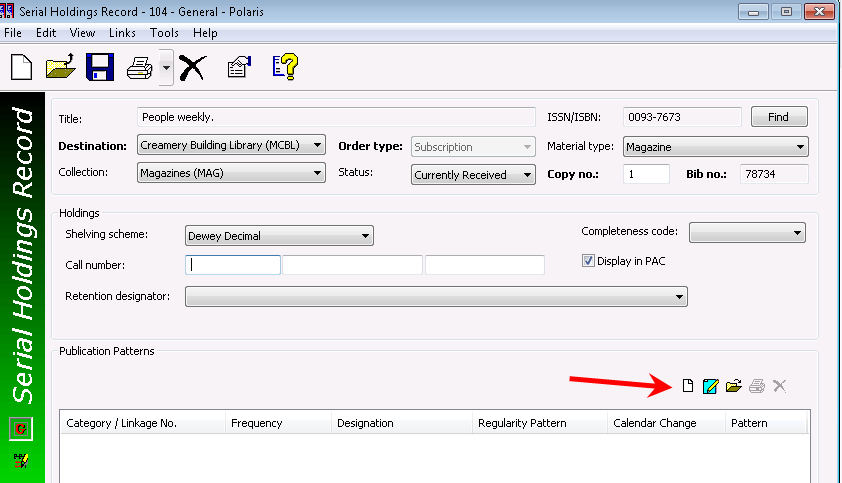 Serial Holdings Record - 104 - General - Polaris
File Edit View Links Tools Help
Serial Holdings Record
Title: People weekly. ISSN/ISBN: 0093-7673 Find
Destination: Creamery Building Library (MCBL) Order type: Subscription Material type: Magazine
Collection: Magazines (MAG) Status: Currently Received Copy no.: 1 Bib no.: 78734
Holdings
Shelving scheme: Dewey Decimal Completeness code:
Call number: Display in PAC
Retention designator:
Publication Patterns
Category / Linkage No. Frequency Designation Regularity Pattern Calendar Change Pattern